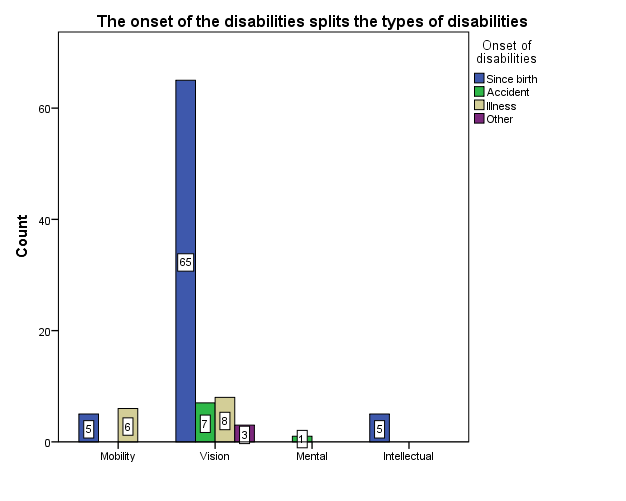 The onset of the disabilities splits the types of disabilities
Onset of
disabilities
Since birth
Accident
Illness
Other
Count
60
40
20
0
5
6
65
7
8
3
1
5
Mobility
Vision
Mental
Intellectual